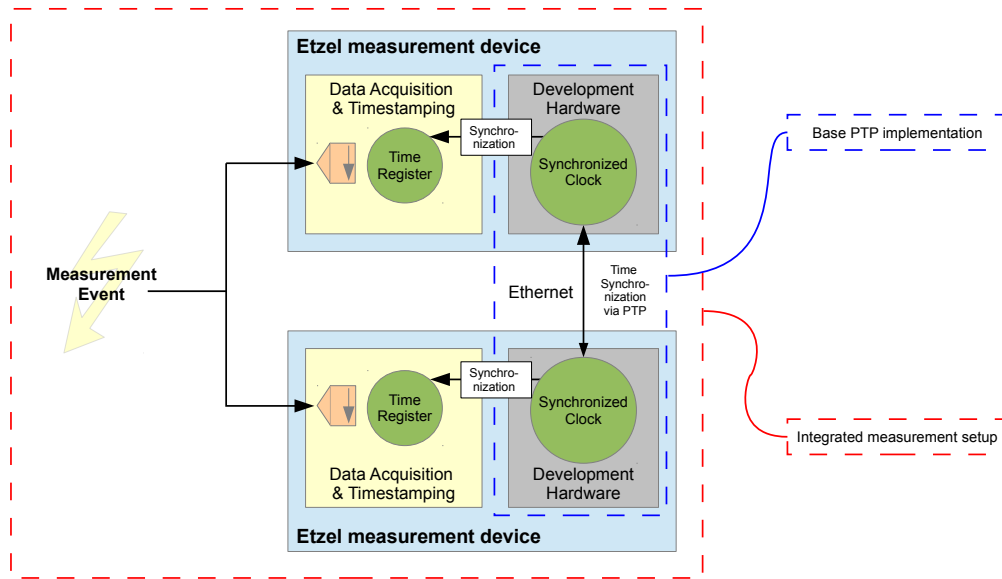 Etzel measurement device
Data Acquisition
& Timestamping
Development
Hardware
Synchro-
nization
Time
Register
Synchronized
Clock
Base PTP implementation
Measurement
Event
Ethernet
Time
Synchro-
nization
via PTP
Synchro-
nization
Time
Register
Synchronized
Clock
Integrated measurement setup
Data Acquisition
& Timestamping
Development
Hardware
Etzel measurement device